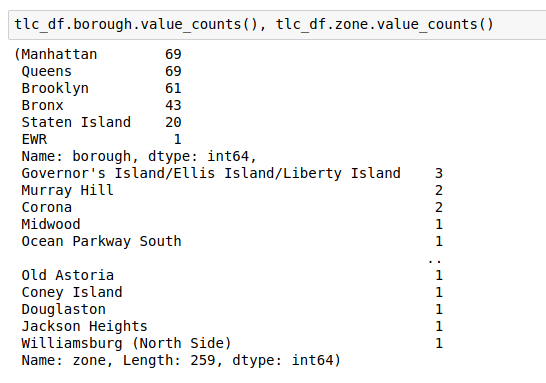 tlc_df.borough.value_counts(), tlc_df.zone.value_counts()
(Manhattan        69
 Queens           69
 Brooklyn         61
 Bronx            43
 Staten Island    20
 EWR               1
 Name: borough, dtype: int64,
 Governor's Island/Ellis Island/Liberty Island    3
 Murray Hill                                      2
 Corona                                           2
 Midwood                                          1
 Ocean Parkway South                              1
                                                 ..
 Old Astoria                                      1
 Coney Island                                     1
 Douglaston                                       1
 Jackson Heights                                  1
 Williamsburg (North Side)                        1
 Name: zone, Length: 259, dtype: int64)